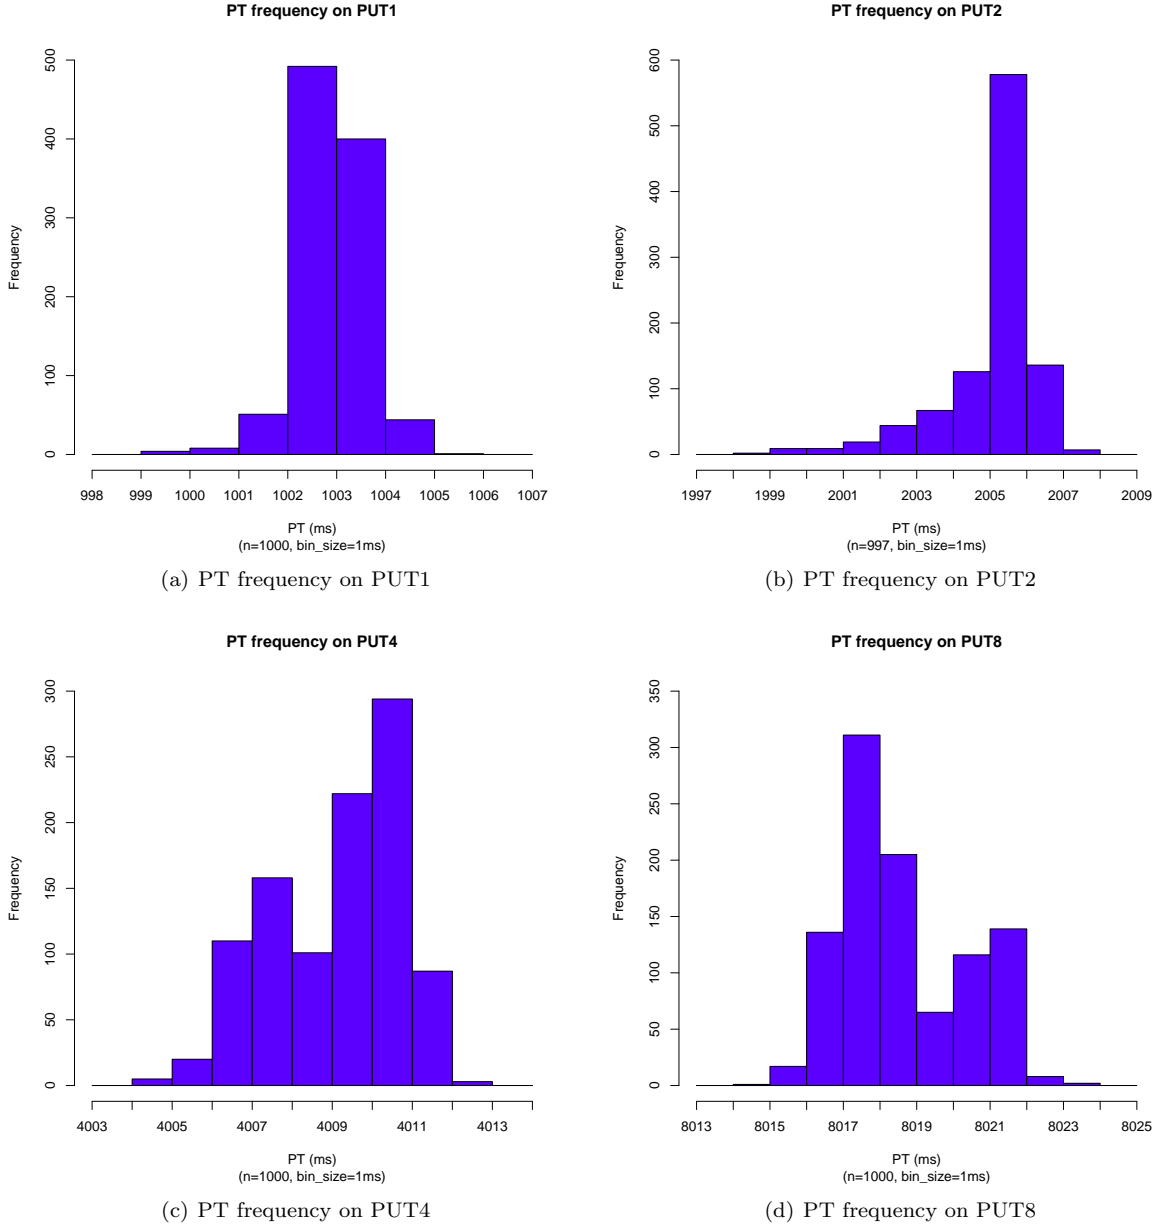 PT frequency on PUT1
Frequency
0 100 200 300 400 500
998 999 1000 1001 1002 1003 1004 1005 1006 1007
PT (ms)
(n=1000, bin_size=1ms)
(a) PT frequency on PUT1
PT frequency on PUT2
Frequency
0 100 200 300 400 500 600
1997 1999 2001 2003 2005 2007 2009
PT (ms)
(n=997, bin_size=1ms)
(b) PT frequency on PUT2
PT frequency on PUT4
Frequency
0 50 100 150 200 250 300
4003 4005 4007 4009 4011 4013
PT (ms)
(n=1000, bin_size=1ms)
(c) PT frequency on PUT4
PT frequency on PUT8
Frequency
0 50 100 150 200 250 300 350
8013 8015 8017 8019 8021 8023 8025
PT (ms)
(n=1000, bin_size=1ms)
(d) PT frequency on PUT8